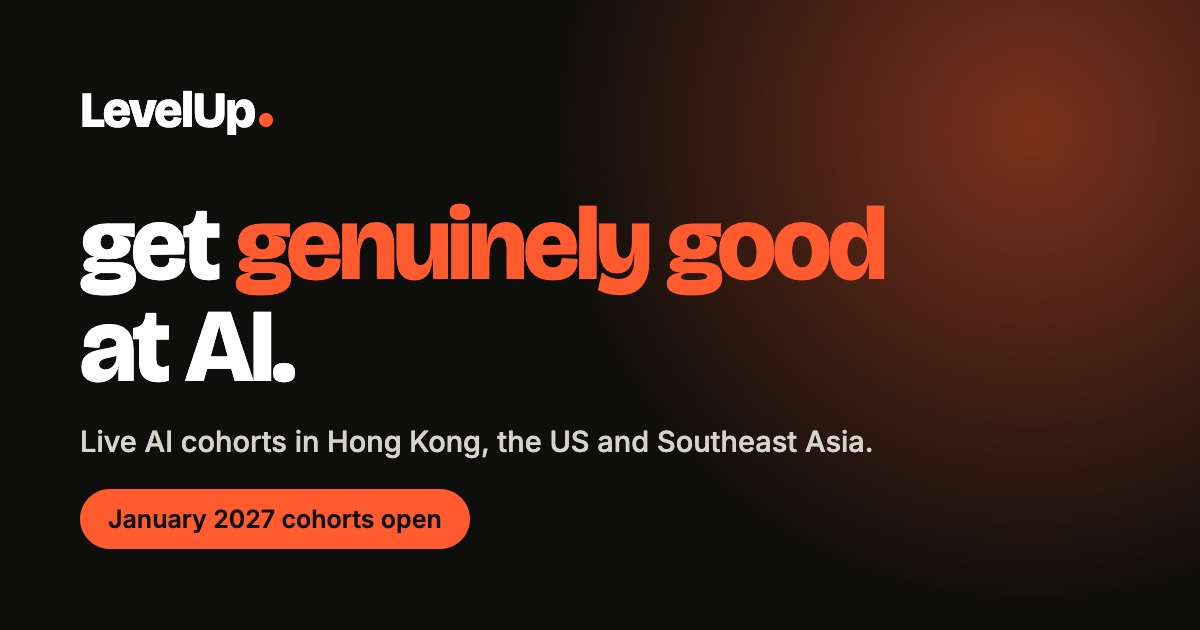 LevelUp.
get genuinely good
at AI.
Live AI cohorts in Hong Kong, the US and Southeast Asia.
January 2027 cohorts open